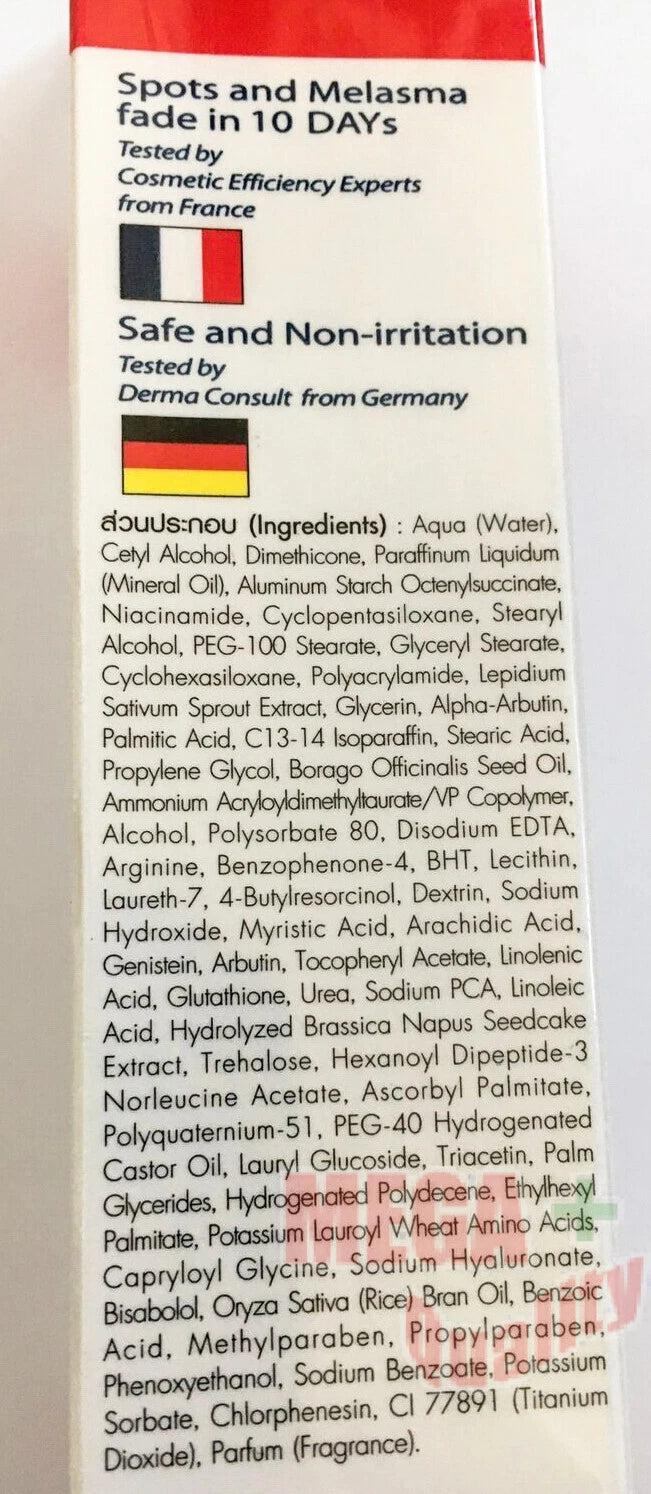 Spots and Melasma
fade in 10 DAYs
Tested by
Cosmetic Efficiency Experts
from France
Safe and Non-irritation
Tested by
Derma Consult from Germany
ส่วนประกอบ (Ingredients) : Aqua (Water),
Cetyl Alcohol, Dimethicone, Paraffinum Liquidum
(Mineral Oil), Aluminum Starch Octenylsuccinate,
Niacinamide, Cyclopentasiloxane, Stearyl
Alcohol, PEG-100 Stearate, Glyceryl Stearate,
Cyclohexasiloxane, Polyacrylamide, Lepidium
Sativum Sprout Extract, Glycerin, Alpha-Arbutin,
Palmitic Acid, C13-14 Isoparaffin, Stearic Acid,
Propylene Glycol, Borago Officinalis Seed Oil,
Ammonium Acryloyldimethyltaurate/VP Copolymer,
Alcohol, Polysorbate 80, Disodium EDTA,
Arginine, Benzophenone-4, BHT, Lecithin,
Laureth-7, 4-Butylresorcinol, Dextrin, Sodium
Hydroxide, Myristic Acid, Arachidic Acid,
Genistein, Arbutin, Tocopheryl Acetate, Linolenic
Acid, Glutathione, Urea, Sodium PCA, Linoleic
Acid, Hydrolyzed Brassica Napus Seedcake
Extract, Trehalose, Hexanoyl Dipeptide-3
Norleucine Acetate, Ascorbyl Palmitate,
Polyquaternium-51, PEG-40 Hydrogenated
Castor Oil, Lauryl Glucoside, Triacetin, Palm
Glycerides, Hydrogenated Polydecene, Ethylhexyl
Palmitate, Potassium Lauroyl Wheat Amino Acids,
Capryloyl Glycine, Sodium Hyaluronate,
Bisabolol, Oryza Sativa (Rice) Bran Oil, Benzoic
Acid, Methylparaben, Propylparaben,
Phenoxyethanol, Sodium Benzoate, Potassium
Sorbate, Chlorphenesin, CI 77891 (Titanium
Dioxide), Parfum (Fragrance).
MEGA+
Quality